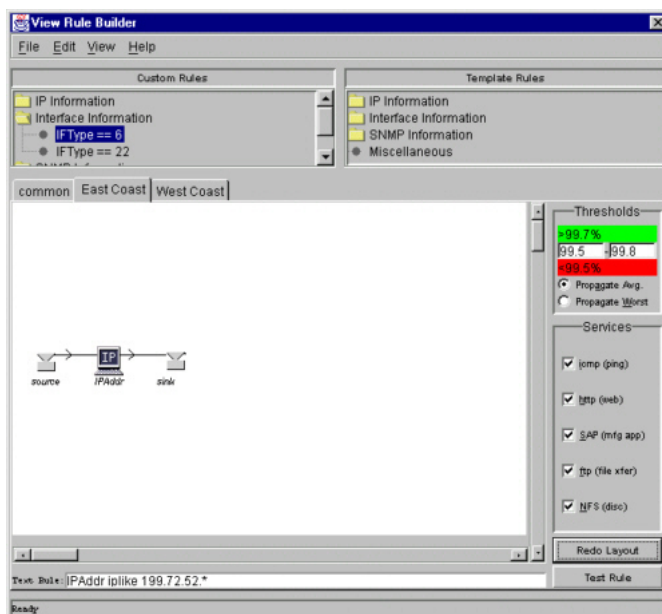 View Rule Builder
File Edit View Help
Custom Rules
IP Information
Interface Information
IFType == 6
IFType == 22
SNMP Information
Template Rules
IP Information
Interface Information
SNMP Information
Miscellaneous
common East Coast West Coast
source IPAddr sink
IP
Thresholds
>99.7%
99.5 - 99.8
<99.5%
Propagate Avg.
Propagate Worst
Services
icmp (ping)
http (web)
SAP (mfg app)
ftp (file xfer)
NFS (disc)
Redo Layout
Text Rule: IPAddr iplike 199.72.52.*
Test Rule
Ready